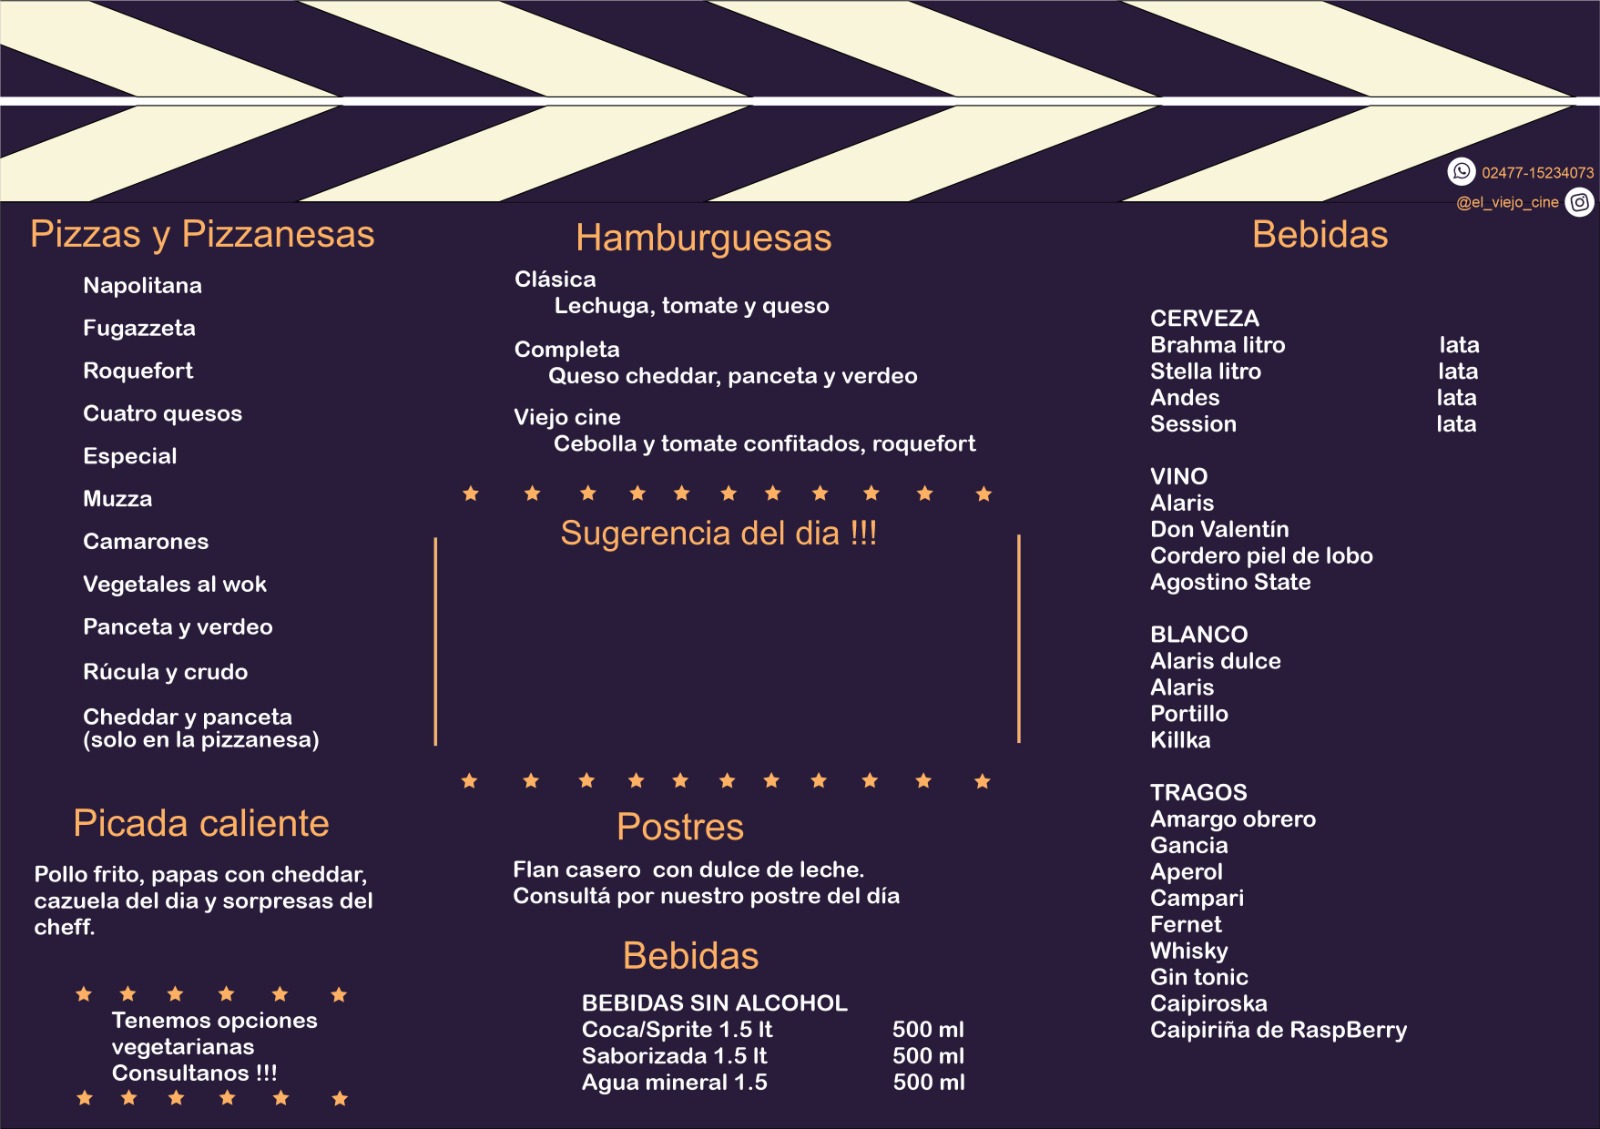 02477-15234073
@el_viejo_cine
Pizzas y Pizzanesas
Napolitana
Fugazzeta
Roquefort
Cuatro quesos
Especial
Muzza
Camarones
Vegetales al wok
Panceta y verdeo
Rúcula y crudo
Cheddar y panceta
(solo en la pizzanesa)
Picada caliente
Pollo frito, papas con cheddar,
cazuela del dia y sorpresas del
cheff.
Tenemos opciones
vegetarianas
Consultanos !!!
Hamburguesas
Clásica
Lechuga, tomate y queso
Completa
Queso cheddar, panceta y verdeo
Viejo cine
Cebolla y tomate confitados, roquefort
Sugerencia del dia !!!
Postres
Flan casero con dulce de leche.
Consultá por nuestro postre del día
Bebidas
BEBIDAS SIN ALCOHOL
Coca/Sprite 1.5 lt 500 ml
Saborizada 1.5 lt 500 ml
Agua mineral 1.5 500 ml
Bebidas
CERVEZA
Brahma litro lata
Stella litro lata
Andes lata
Session lata
VINO
Alaris
Don Valentín
Cordero piel de lobo
Agostino State
BLANCO
Alaris dulce
Alaris
Portillo
Killka
TRAGOS
Amargo obrero
Gancia
Aperol
Campari
Fernet
Whisky
Gin tonic
Caipiroska
Caipiriña de RaspBerry